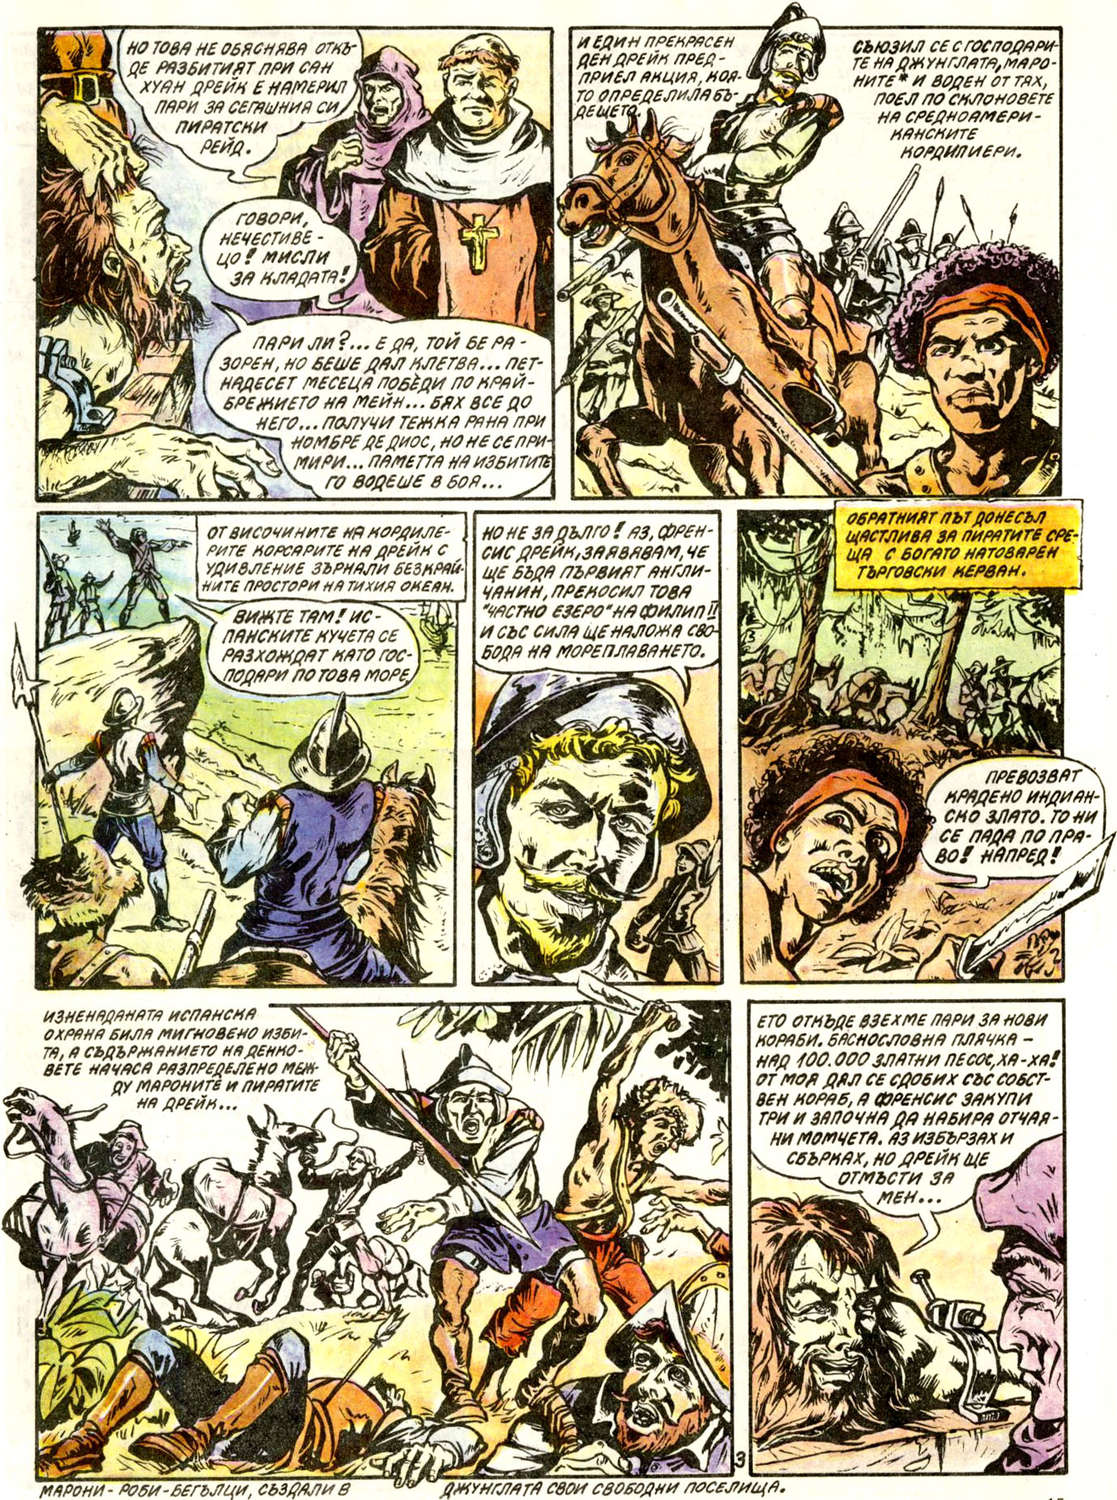 НО ТОВА НЕ ОБЯСНЯВА ОТКЪ-
ДЕ РАЗБИТИЯТ ПРИ САН
ХУАН ДРЕЙК Е НАМЕРИЛ
ПАРИ ЗА СЕГАШНИЯ СИ
ПИРАТСКИ
РЕЙД.
ГОВОРИ,
НЕЧЕСТИВЕ-
ЦО! МИСЛИ
ЗА КЛАДАТА!
ПАРИ ЛИ?... Е ДА, ТОЙ БЕ РА-
ЗОРЕН, НО БЕШЕ ДАЛ КЛЕТВА... ПЕТ-
НАДЕСЕТ МЕСЕЦА ПОБЕДИ ПО КРАЙ-
БРЕЖИЕТО НА МЕЙН... БЯХ ВСЕ ДО
НЕГО... ПОЛУЧИ ТЕЖКА РАНА ПРИ
НОМБРЕ ДЕ ДИОС, НО НЕ СЕ ПРИ-
МИРИ... ПАМЕТТА НА ИЗБИТИТЕ
ГО ВОДЕШЕ В БОЯ...
И ЕДИН ПРЕКРАСЕН
ДЕН ДРЕЙК ПРЕД-
ПРИЕЛ АКЦИЯ, КОЯ-
ТО ОПРЕДЕЛИЛА БЪ-
ДЕЩЕТО.
СЪЮЗИЛ СЕ С ГОСПОДАРИ-
ТЕ НА ДЖУНГЛАТА, МАРО-
НИТЕ* И ВОДЕН ОТ ТЯХ,
ПОЕЛ ПО СКЛОНОВЕТЕ
НА СРЕДНОАМЕРИ-
КАНСКИТЕ
КОРДИЛИЕРИ.
ОТ ВИСОЧИНИТЕ НА КОРДИЛЕ-
РИТЕ КОРСАРИТЕ НА ДРЕЙК С
УДИВЛЕНИЕ ЗЪРНАЛИ БЕЗКРАЙ-
НИТЕ ПРОСТОРИ НА ТИХИЯ ОКЕАН.
ВИЖТЕ ТАМ! ИС-
ПАНСКИТЕ КУЧЕТА СЕ
РАЗХОЖДАТ КАТО ГОС-
ПОДАРИ ПО ТОВА МОРЕ
НО НЕ ЗА ДЪЛГО! АЗ, ФРЕН-
СИС ДРЕЙК, ЗАЯВЯВАМ, ЧЕ
ЩЕ БЪДА ПЪРВИЯТ АНГЛИ-
ЧАНИН, ПРЕКОСИЛ ТОВА
"ЧАСТНО ЕЗЕРО" НА ФИЛИП II
И СЪС СИЛА ЩЕ НАЛОЖА СВО-
БОДА НА МОРЕПЛАВАНЕТО.
ОБРАТНИЯТ ПЪТ ДОНЕСЪЛ
ЩАСТЛИВА ЗА ПИРАТИТЕ СРЕ-
ЩА С БОГАТО НАТОВАРЕН
ТЪРГОВСКИ КЕРВАН.
ПРЕВОЗВАТ
КРАДЕНО ИНДИАН-
СКО ЗЛАТО. ТО НИ
СЕ ПАДА ПО ПРА-
ВО! НАПРЕД!
ИЗНЕНАДАНАТА ИСПАНСКА
ОХРАНА БИЛА МИГНОВЕНО ИЗБИ-
ТА, А СЪДЪРЖАНИЕТО НА ДЕНКО-
ВЕТЕ НАЧАСА РАЗПРЕДЕЛЕНО МЕЖ-
ДУ МАРОНИТЕ И ПИРАТИТЕ
НА ДРЕЙК...
ЕТО ОТКЪДЕ ВЗЕХМЕ ПАРИ ЗА НОВИ
КОРАБИ. БАСНОСЛОВНА ПЛЯЧКА -
НАД 100.000 ЗЛАТНИ ПЕСОС, ХА-ХА!
ОТ МОЯ ДЯЛ СЕ СДОБИХ СЪС СОБСТ-
ВЕН КОРАБ, А ФРЕНСИС ЗАКУПИ
ТРИ И ЗАПОЧНА ДА НАБИРА ОТЧАЯ-
НИ МОМЧЕТА. АЗ ИЗБЪРЗАХ И
СБЪРКАХ, НО ДРЕЙК ЩЕ
ОТМЪСТИ ЗА
МЕН...
3
МАРОНИ - РОБИ-БЕГЪЛЦИ, СЪЗДАЛИ В ДЖУНГЛАТА СВОИ СВОБОДНИ ПОСЕЛИЩА.